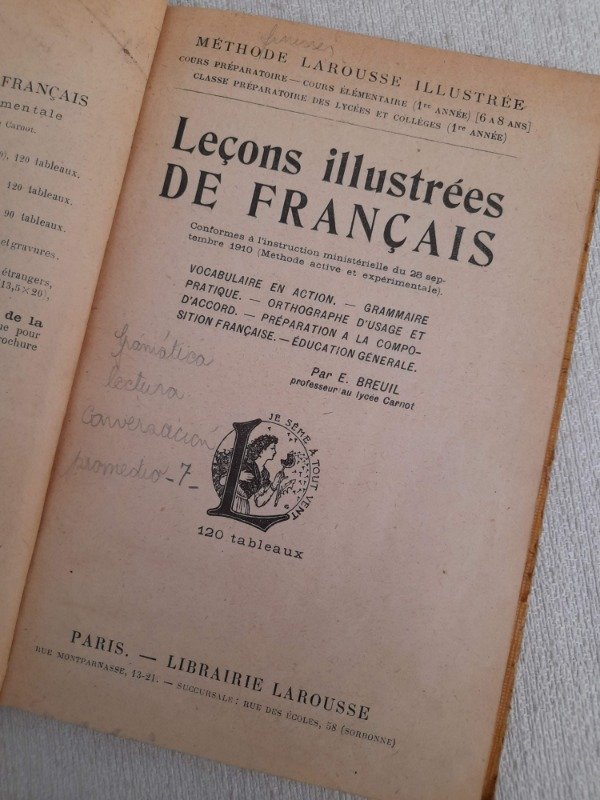 FRANÇAIS
mentale
Carnot.
120 tableaux.
120 tableaux.
90 tableaux.
et gravures.
étrangers,
(13,5×20),
de la
pour
brochure
MÉTHODE LAROUSSE ILLUSTRÉE
COURS PRÉPARATOIRE — COURS ÉLÉMENTAIRE (1re ANNÉE) [6 A 8 ANS]
CLASSE PRÉPARATOIRE DES LYCÉES ET COLLÈGES (1re ANNÉE)
Leçons illustrées
DE FRANÇAIS
Conformes à l'instruction ministérielle du 28 sep-
tembre 1910 (Méthode active et expérimentale).
VOCABULAIRE EN ACTION. — GRAMMAIRE
PRATIQUE. — ORTHOGRAPHE D'USAGE ET
D'ACCORD. — PRÉPARATION A LA COMPO-
SITION FRANÇAISE. — ÉDUCATION GÉNÉRALE.
Par E. BREUIL
professeur au lycée Carnot
Gramática
lectura
conversación
promedio - 7 -
JE SÈME À TOUT VENT
L
120 tableaux
PARIS. — LIBRAIRIE LAROUSSE
RUE MONTPARNASSE, 13-21. — SUCCURSALE : RUE DES ÉCOLES, 58 (SORBONNE)